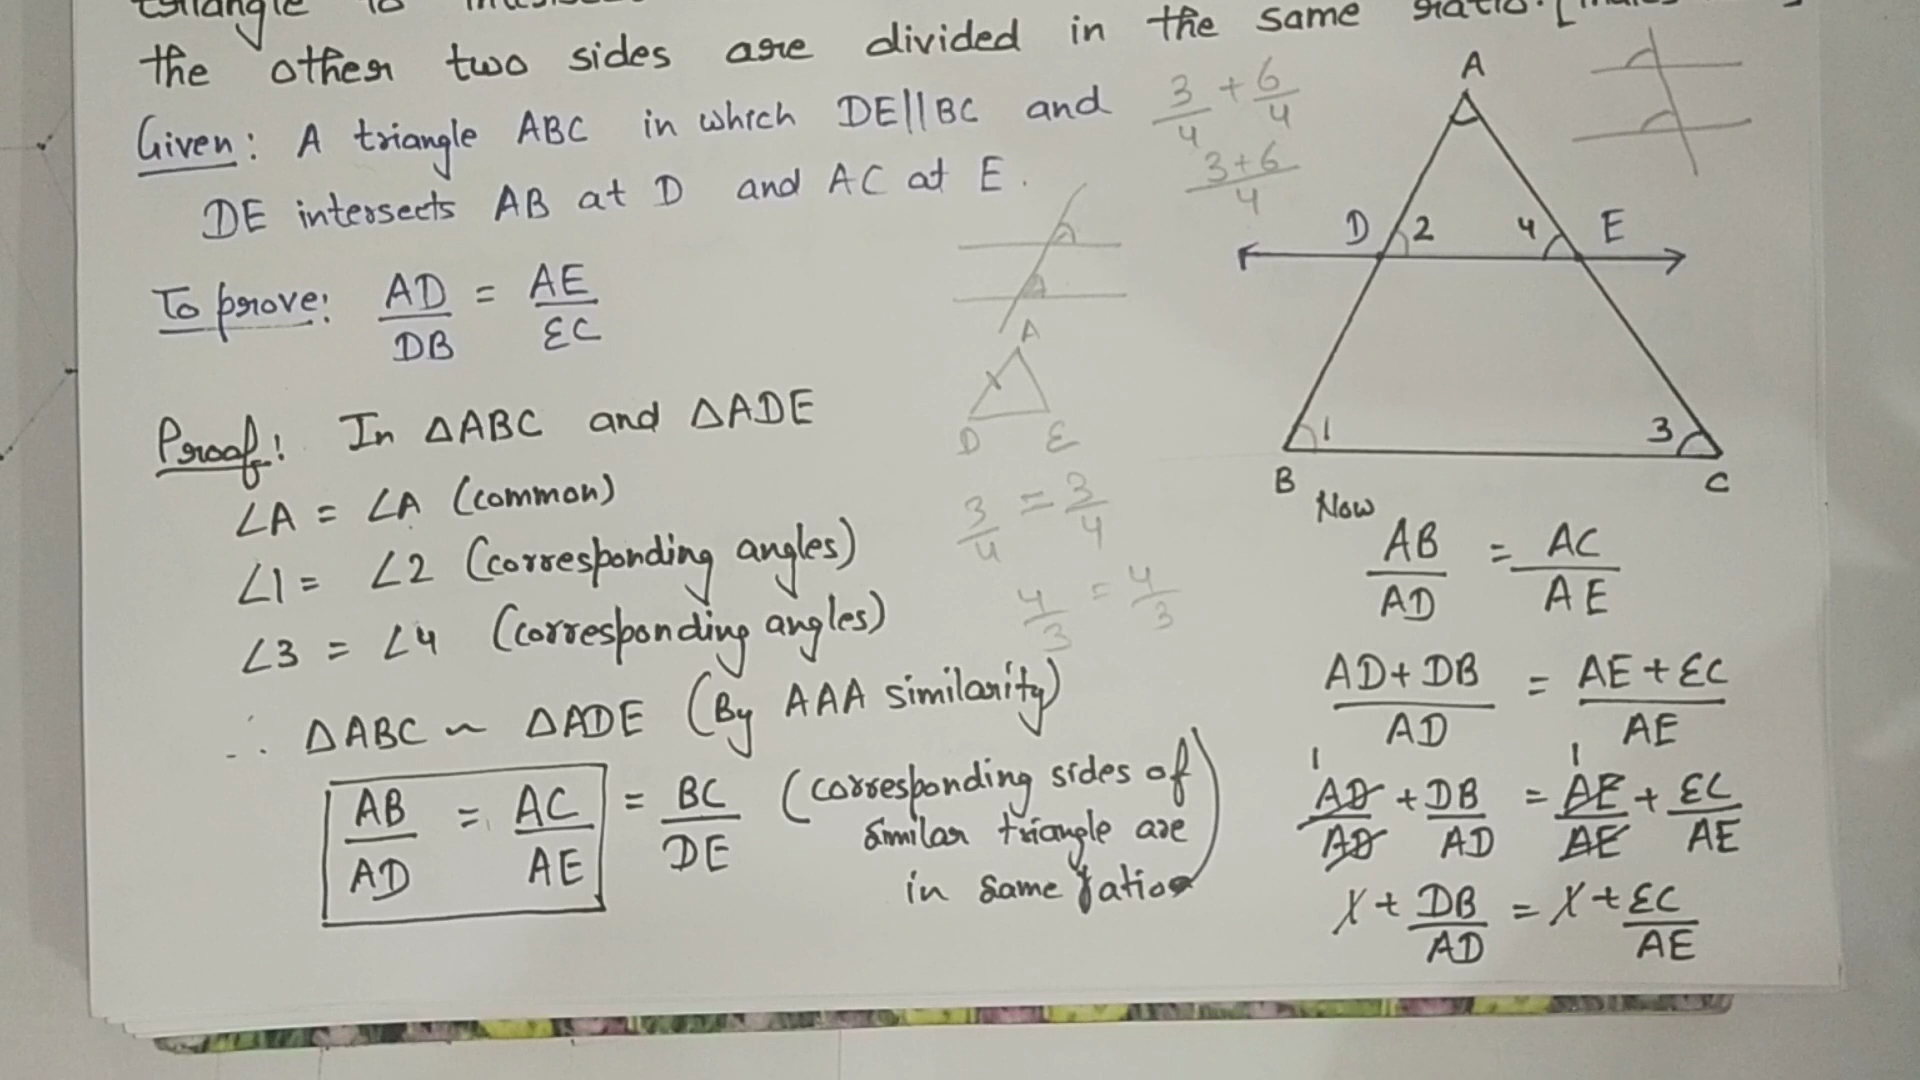 triangle is
the other two sides are divided in the same ratio.
Given: A triangle ABC in which DE||BC and
DE intersects AB at D and AC at E.
To prove: AD/DB = AE/EC
Proof: In △ABC and △ADE
∠A = ∠A (common)
∠1 = ∠2 (corresponding angles)
∠3 = ∠4 (corresponding angles)
∴ △ABC ~ △ADE (By AAA similarity)
AB/AD = AC/AE = BC/DE (corresponding sides of
similar triangle are
in same ratio)
3/4 + 6/4
3+6/4
A
D E
3/4 = 3/4
4/3 = 4/3
A
D 2 4 E
1 3
B C
Now
AB/AD = AC/AE
AD+DB/AD = AE+EC/AE
1 1
AD/AD + DB/AD = AE/AE + EC/AE
1 + DB/AD = 1 + EC/AE